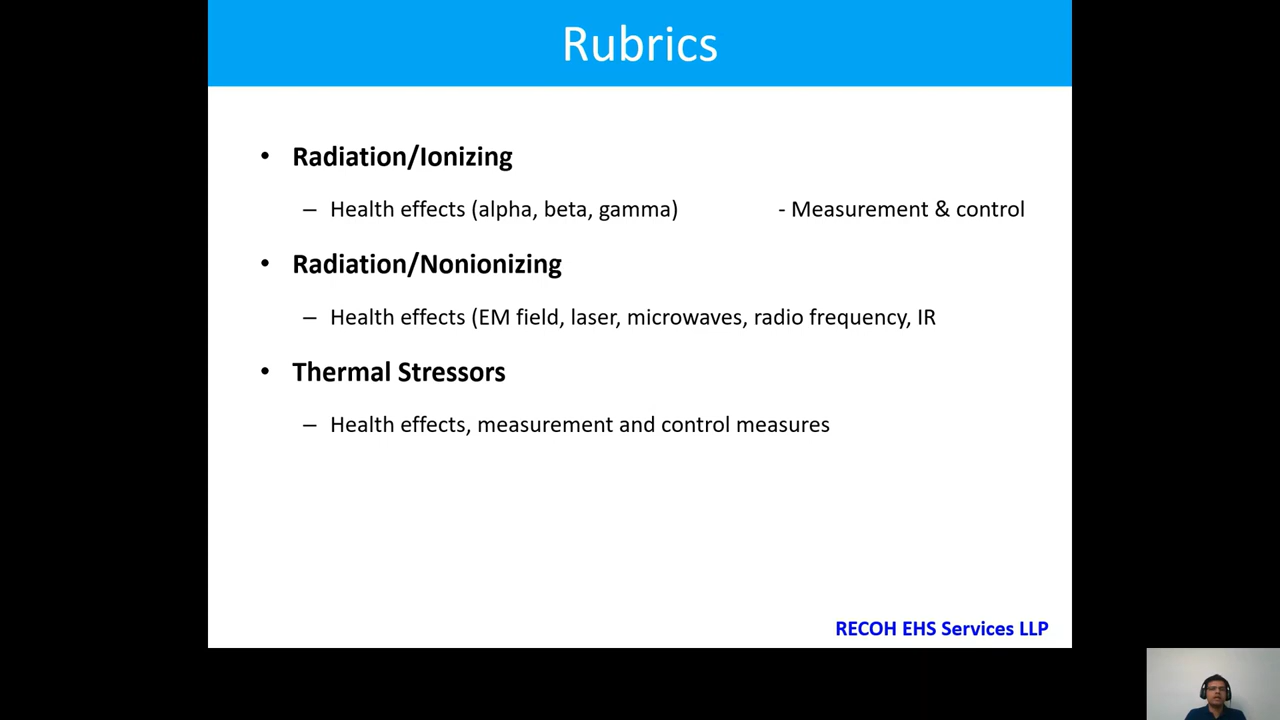 Rubrics
• Radiation/Ionizing
– Health effects (alpha, beta, gamma) - Measurement & control
• Radiation/Nonionizing
– Health effects (EM field, laser, microwaves, radio frequency, IR
• Thermal Stressors
– Health effects, measurement and control measures
RECOH EHS Services LLP